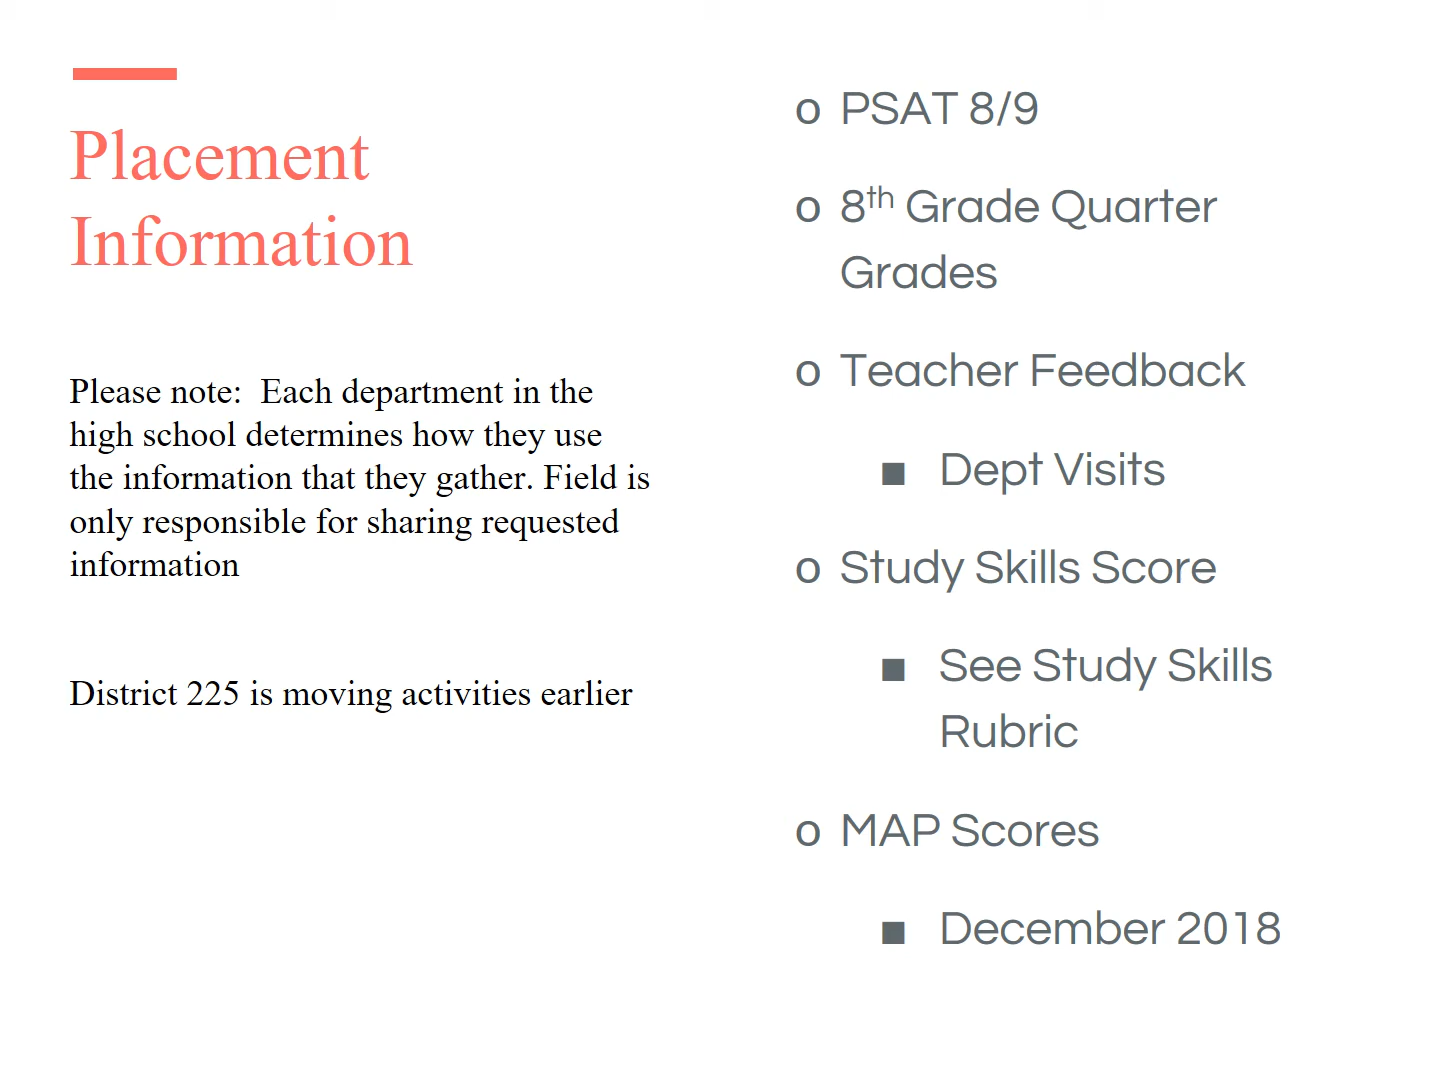 Placement
Information
Please note:  Each department in the
high school determines how they use
the information that they gather. Field is
only responsible for sharing requested
information
District 225 is moving activities earlier
o PSAT 8/9
o 8th Grade Quarter
Grades
o Teacher Feedback
■ Dept Visits
o Study Skills Score
■ See Study Skills
Rubric
o MAP Scores
■ December 2018